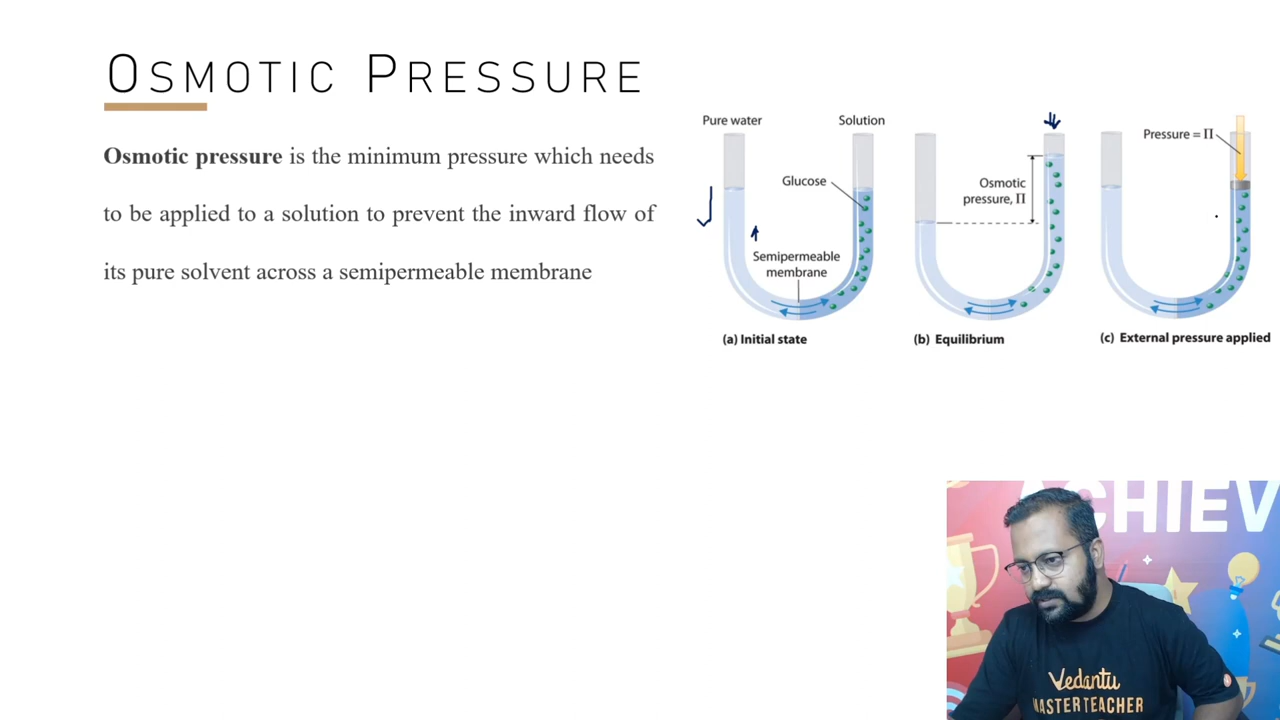 OSMOTIC PRESSURE
Osmotic pressure is the minimum pressure which needs
to be applied to a solution to prevent the inward flow of
its pure solvent across a semipermeable membrane
Pure water
Solution
Glucose
Semipermeable
membrane
(a) Initial state
Osmotic
pressure, Π
(b) Equilibrium
Pressure = Π
(c) External pressure applied
ACHIEV
Vedantu
MASTER TEACHER